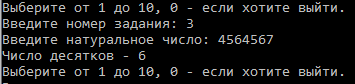 Выберите от 1 до 10, 0 - если хотите выйти.
Введите номер задания: 3
Введите натуральное число: 4564567
Число десятков - 6
Выберите от 1 до 10, 0 - если хотите выйти.